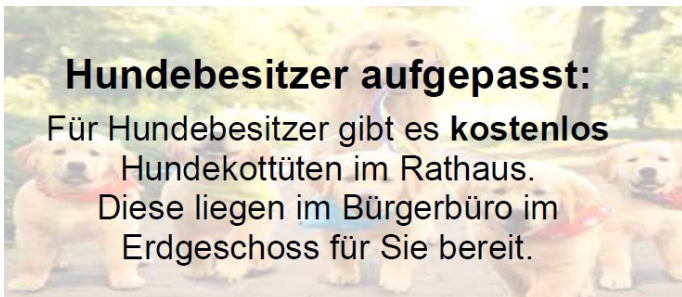 Hundebesitzer aufgepasst:
Für Hundebesitzer gibt es kostenlos
Hundekottüten im Rathaus.
Diese liegen im Bürgerbüro im
Erdgeschoss für Sie bereit.